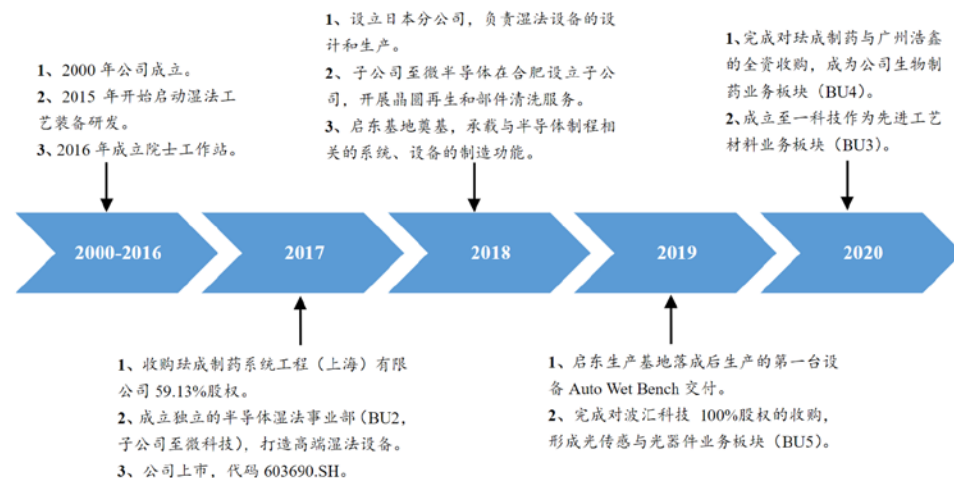 1、2000 年公司成立。
2、2015 年开始启动湿法工
艺装备研发。
3、2016 年成立院士工作站。
1、设立日本分公司，负责湿法设备的设
计和生产。
2、子公司至微半导体在合肥设立子公
司，开展晶圆再生和部件清洗服务。
3、启东基地奠基，承载与半导体制程相
关的系统、设备的制造功能。
1、完成对珐成制药与广州浩鑫
的全资收购，成为公司生物制
药业务板块（BU4）。
2、成立至一科技作为先进工艺
材料业务板块（BU3）。
2000-2016
2017
2018
2019
2020
1、收购珐成制药系统工程（上海）有限
公司 59.13%股权。
2、成立独立的半导体湿法事业部（BU2，
子公司至微科技），打造高端湿法设备。
3、公司上市，代码 603690.SH。
1、启东生产基地落成后生产的第一台设
备 Auto Wet Bench 交付。
2、完成对波汇科技 100%股权的收购，
形成光传感与光器件业务板块（BU5）。